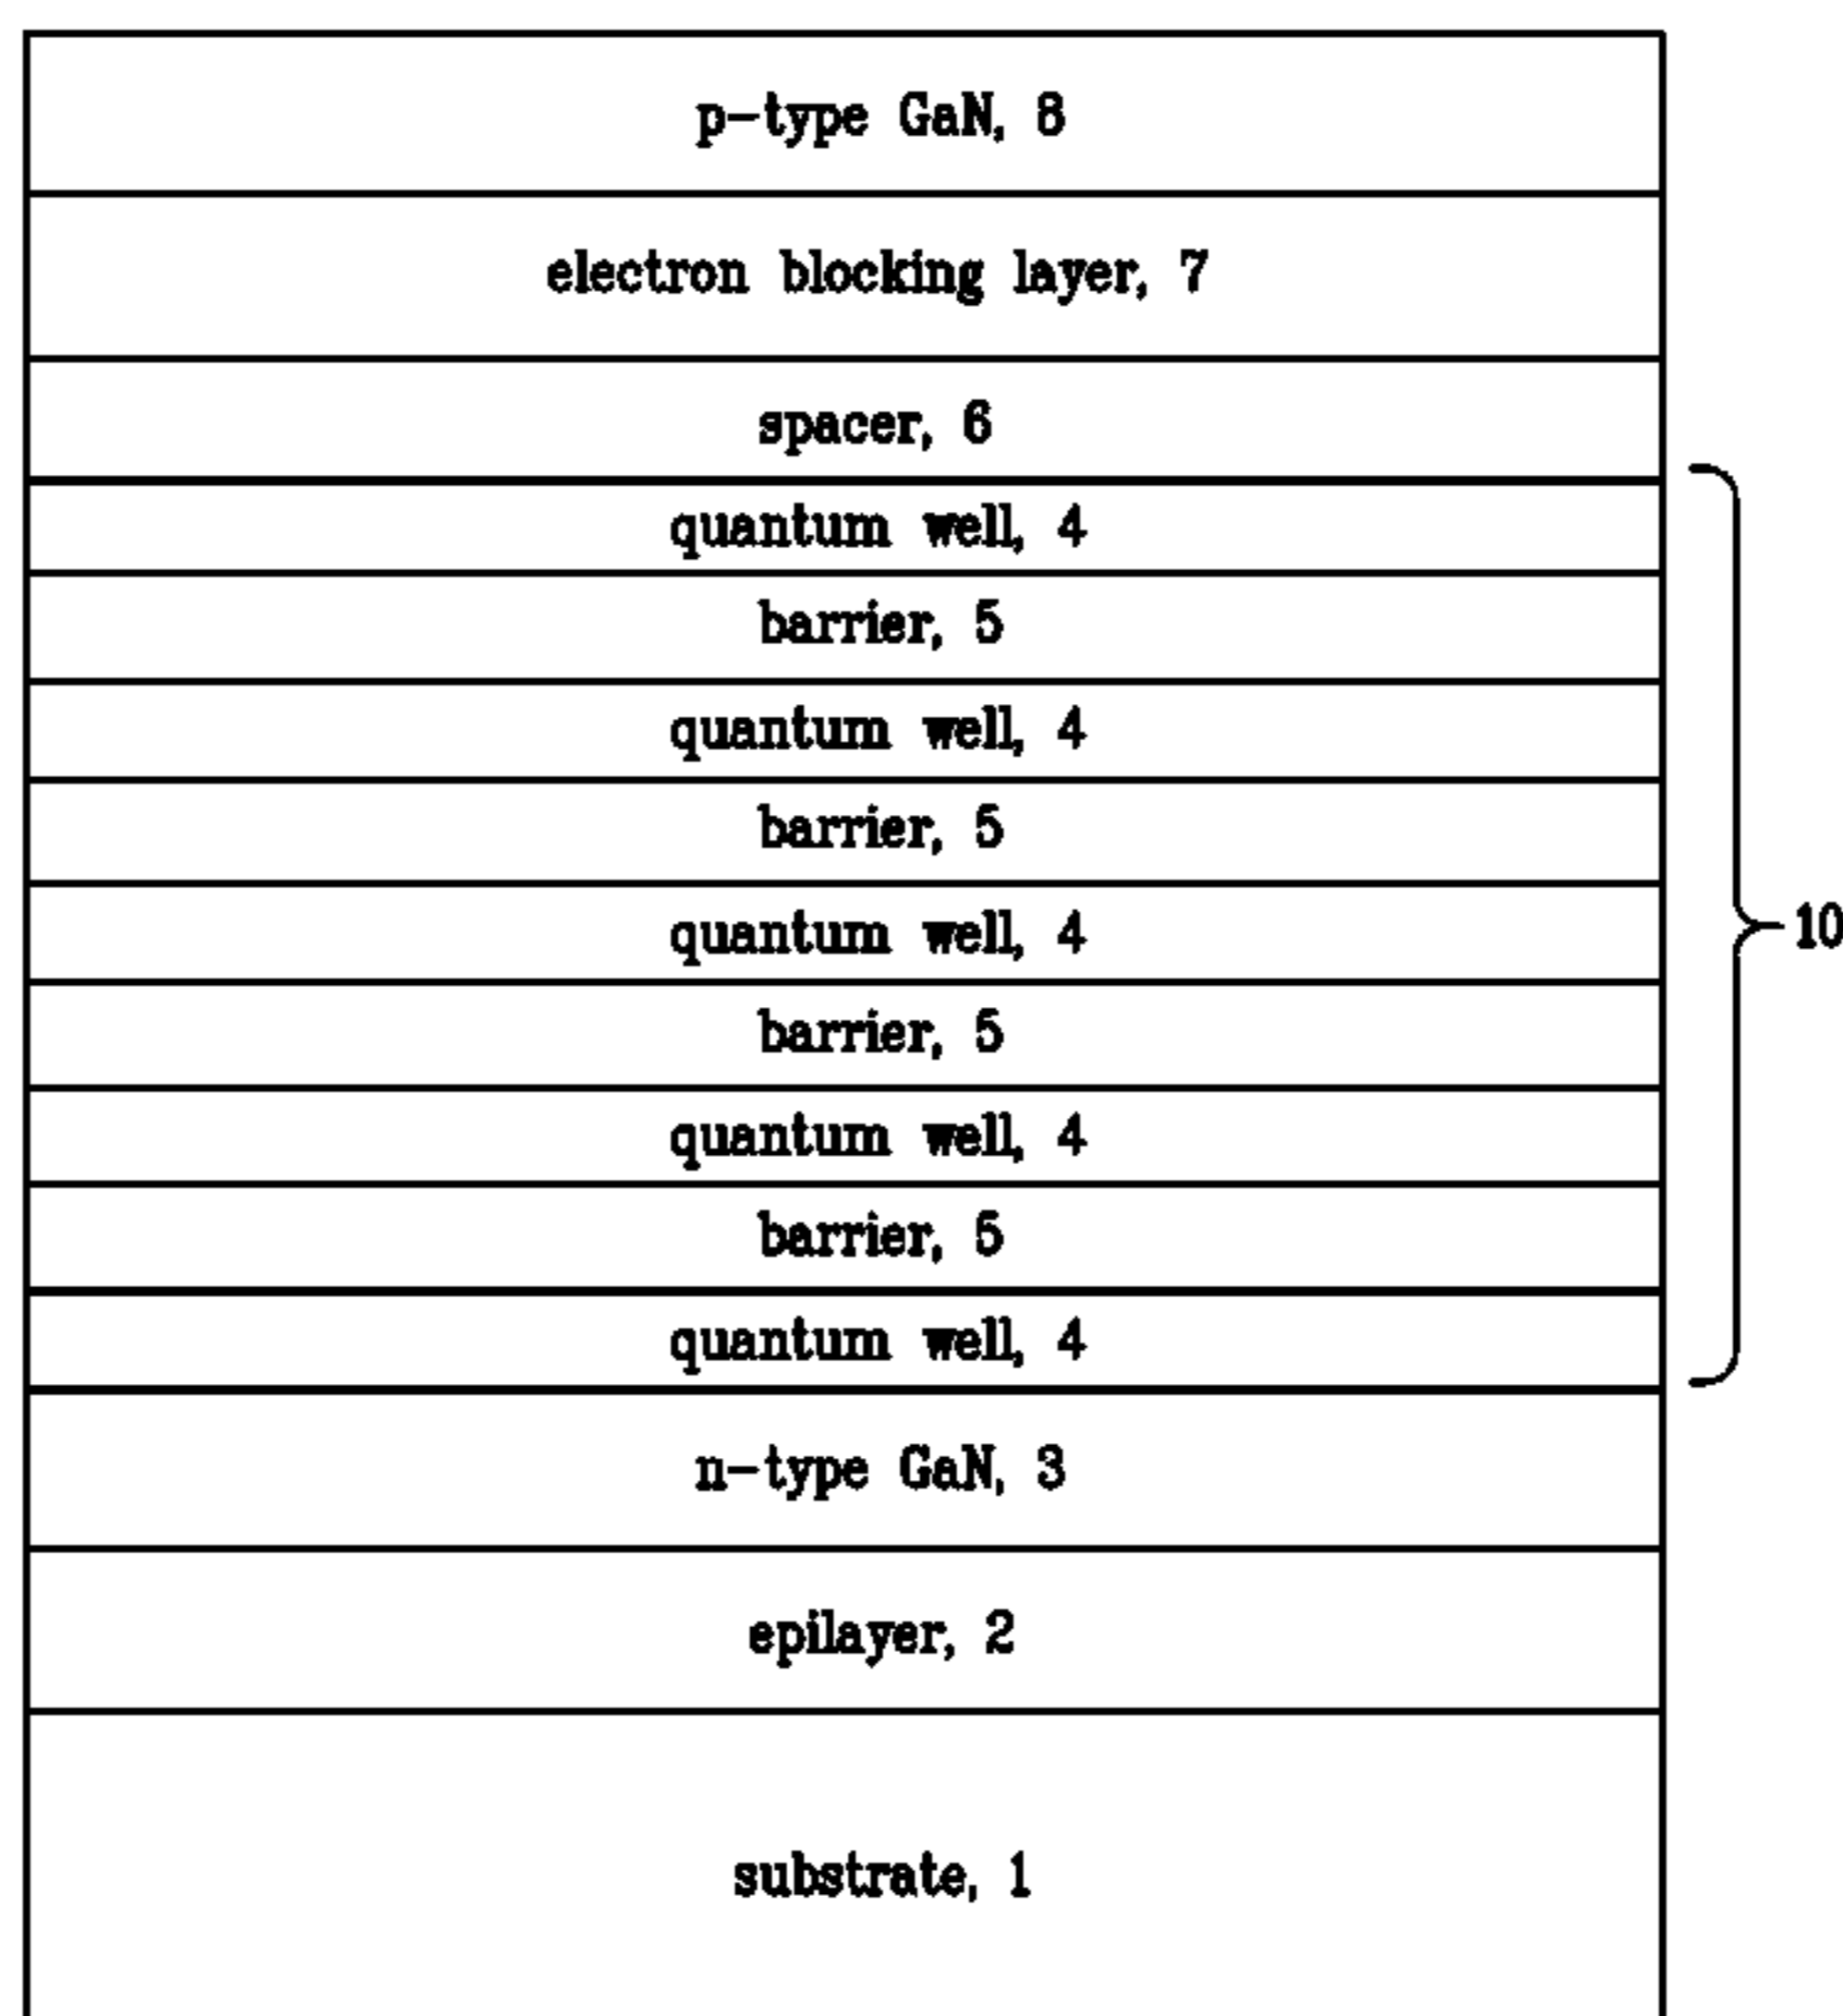 p-type GaN, 8
electron blocking layer, 7
spacer, 6
quantum well, 4
barrier, 5
quantum well, 4
barrier, 5
quantum well, 4
10
barrier, 5
quantum well, 4
barrier, 5
quantum well, 4
n-type GaN, 3
epilayer, 2
substrate, 1